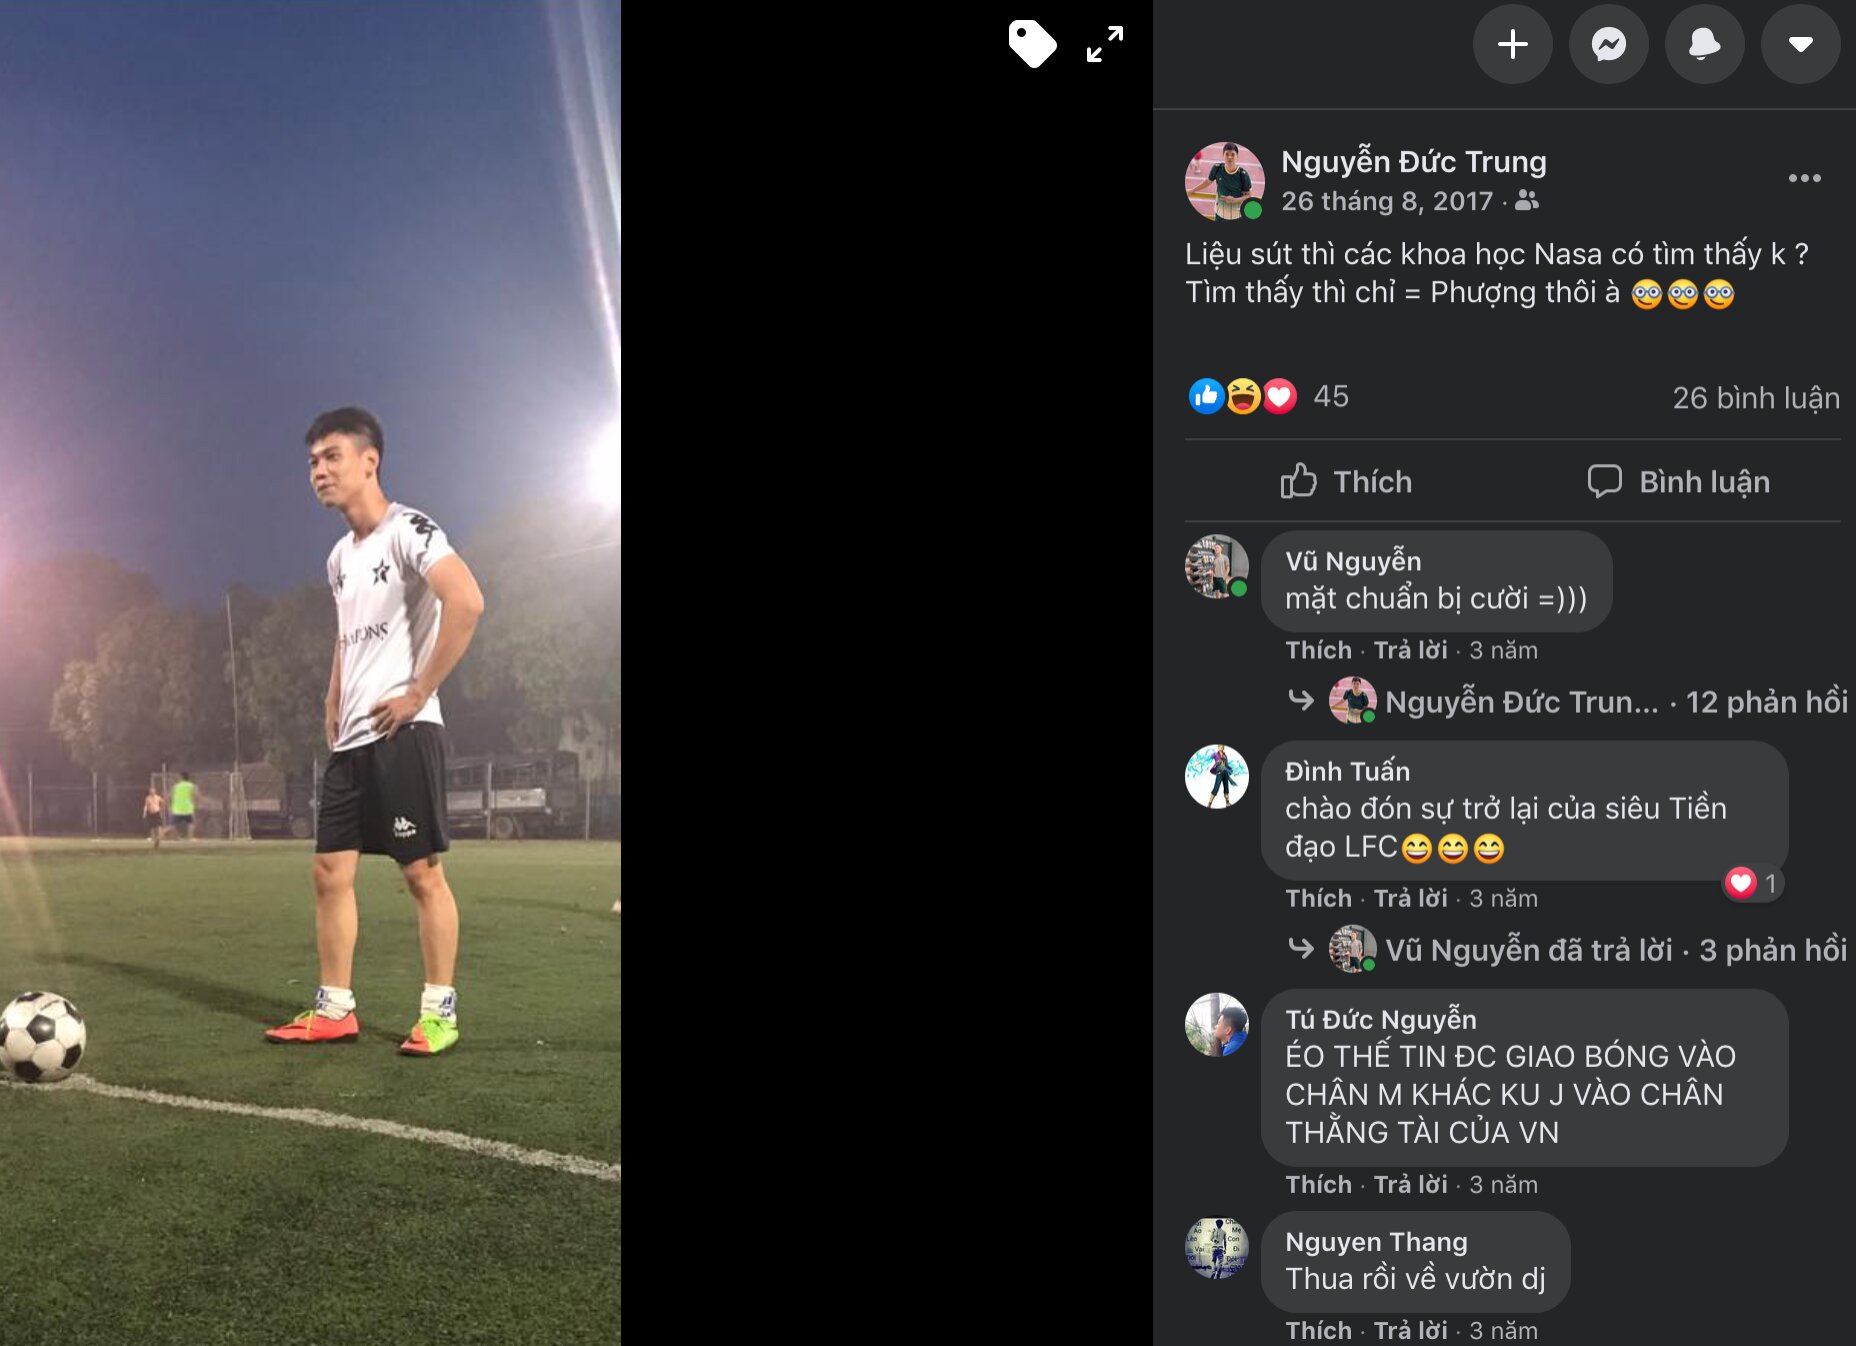 Nguyễn Đức Trung
26 tháng 8, 2017 ·
Liệu sút thì các khoa học Nasa có tìm thấy k ?
Tìm thấy thì chỉ = Phượng thôi à 🤓🤓🤓
45
26 bình luận
Thích
Bình luận
Vũ Nguyễn
mặt chuẩn bị cười =)))
Thích · Trả lời · 3 năm
Nguyễn Đức Trun... · 12 phản hồi
Đình Tuấn
chào đón sự trở lại của siêu Tiền
đạo LFC😄😄😄
1
Thích · Trả lời · 3 năm
Vũ Nguyễn đã trả lời · 3 phản hồi
Tú Đức Nguyễn
ÉO THẾ TIN ĐC GIAO BÓNG VÀO
CHÂN M KHÁC KU J VÀO CHÂN
THẰNG TÀI CỦA VN
Thích · Trả lời · 3 năm
Nguyen Thang
Thua rồi về vườn dj
Thích · Trả lời · 3 năm